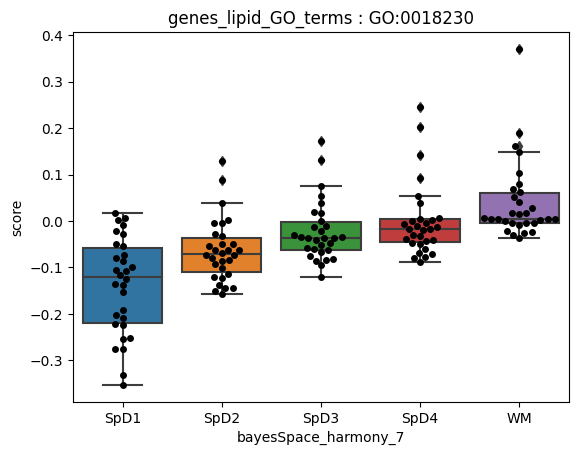 genes_lipid_GO_terms : GO:0018230
0.4
0.3
0.2
0.1
0.0
−0.1
−0.2
−0.3
score
SpD1 SpD2 SpD3 SpD4 WM
bayesSpace_harmony_7